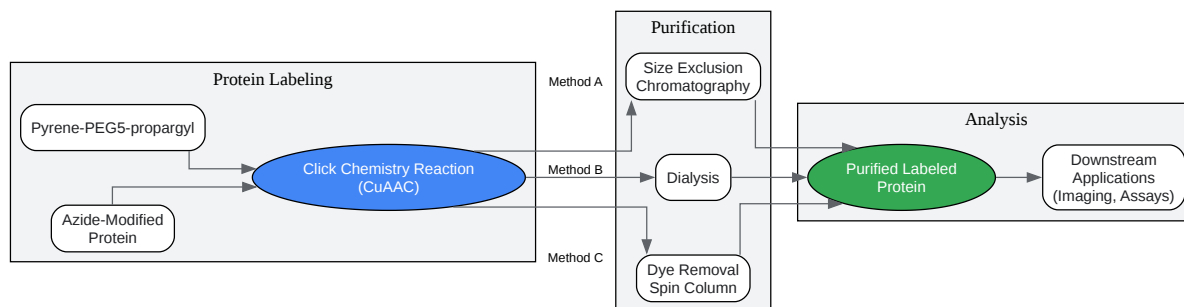 Protein Labeling
Pyrene-PEG5-propargyl
Azide-Modified
Protein
Click Chemistry Reaction
(CuAAC)
Method A
Method B
Method C
Purification
Size Exclusion
Chromatography
Dialysis
Dye Removal
Spin Column
Analysis
Purified Labeled
Protein
Downstream
Applications
(Imaging, Assays)